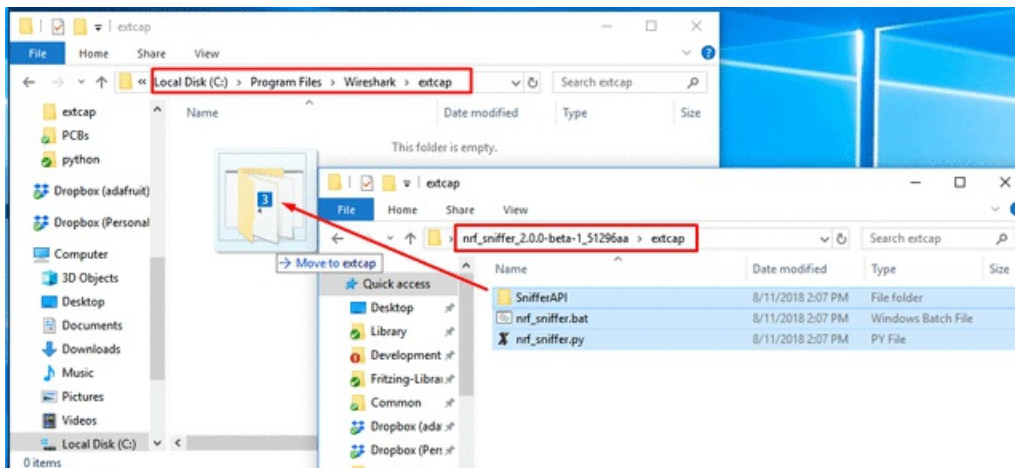 extcap
File Home Share View
Local Disk (C:) › Program Files › Wireshark › extcap
Search extcap
Name Date modified Type Size
This folder is empty.
extcap
PCBs
python
Dropbox (adafruit)
Dropbox (Personal
Computer
3D Objects
Desktop
Documents
Downloads
Music
Pictures
Videos
Local Disk (C:)
0 items
3
→ Move to extcap
extcap
File Home Share View
nrf_sniffer_2.0.0-beta-1_51296aa › extcap
Search extcap
Name Date modified Type Size
Quick access
Desktop
Library
Development
Fritzing-Librar
Common
Dropbox (ada
Dropbox (Pers
SnifferAPI 8/11/2018 2:07 PM File folder
nrf_sniffer.bat 8/11/2018 2:07 PM Windows Batch File
nrf_sniffer.py 8/11/2018 2:07 PM PY File